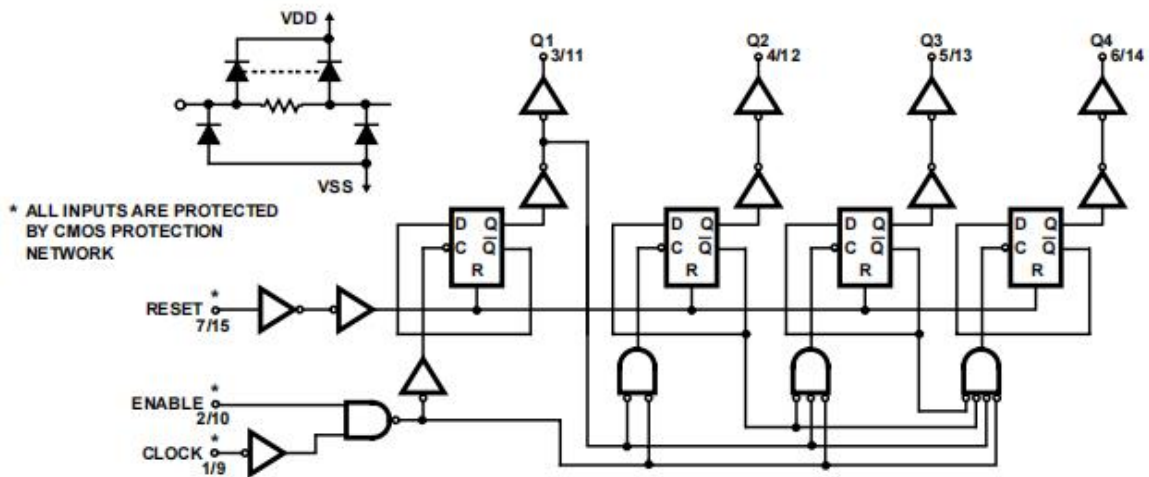 VDD
VSS
* ALL INPUTS ARE PROTECTED
BY CMOS PROTECTION
NETWORK
Q1
3/11
Q2
4/12
Q3
5/13
Q4
6/14
D Q
C Q̅
R
D Q
C Q̅
R
D Q
C Q̅
R
D Q
C Q̅
R
*
RESET
7/15
*
ENABLE
2/10
*
CLOCK
1/9